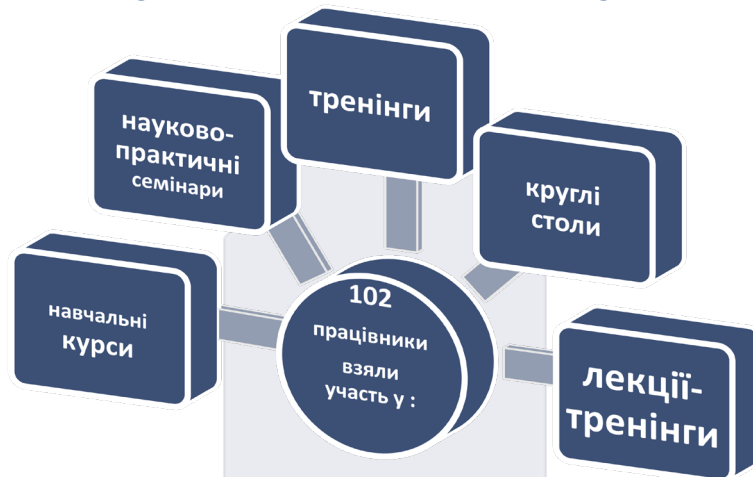 тренінги
науково-
практичні
семінари
круглі
столи
навчальні
курси
102
працівники
взяли
участь у :
лекції-
тренінги